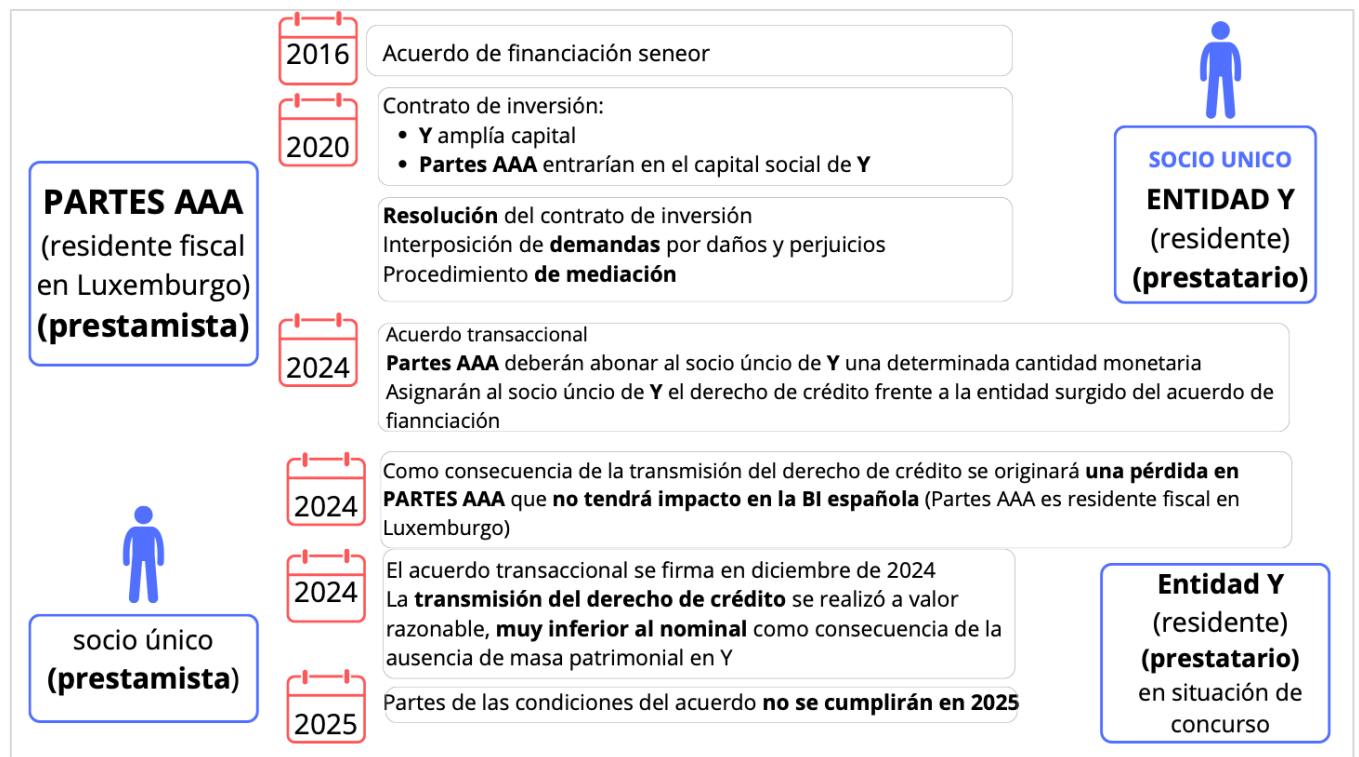 2016
Acuerdo de financiación seneor
2020
Contrato de inversión:
• Y amplía capital
• Partes AAA entrarían en el capital social de Y
PARTES AAA
(residente fiscal
en Luxemburgo)
(prestamista)
SOCIO UNICO
ENTIDAD Y
(residente)
(prestatario)
Resolución del contrato de inversión
Interposición de demandas por daños y perjuicios
Procedimiento de mediación
2024
Acuerdo transaccional
Partes AAA deberán abonar al socio úncio de Y una determinada cantidad monetaria
Asignarán al socio úncio de Y el derecho de crédito frente a la entidad surgido del acuerdo de
fiannciación
2024
Como consecuencia de la transmisión del derecho de crédito se originará una pérdida en
PARTES AAA que no tendrá impacto en la BI española (Partes AAA es residente fiscal en
Luxemburgo)
2024
El acuerdo transaccional se firma en diciembre de 2024
La transmisión del derecho de crédito se realizó a valor
razonable, muy inferior al nominal como consecuencia de la
ausencia de masa patrimonial en Y
socio único
(prestamista)
Entidad Y
(residente)
(prestatario)
en situación de
concurso
2025
Partes de las condiciones del acuerdo no se cumplirán en 2025